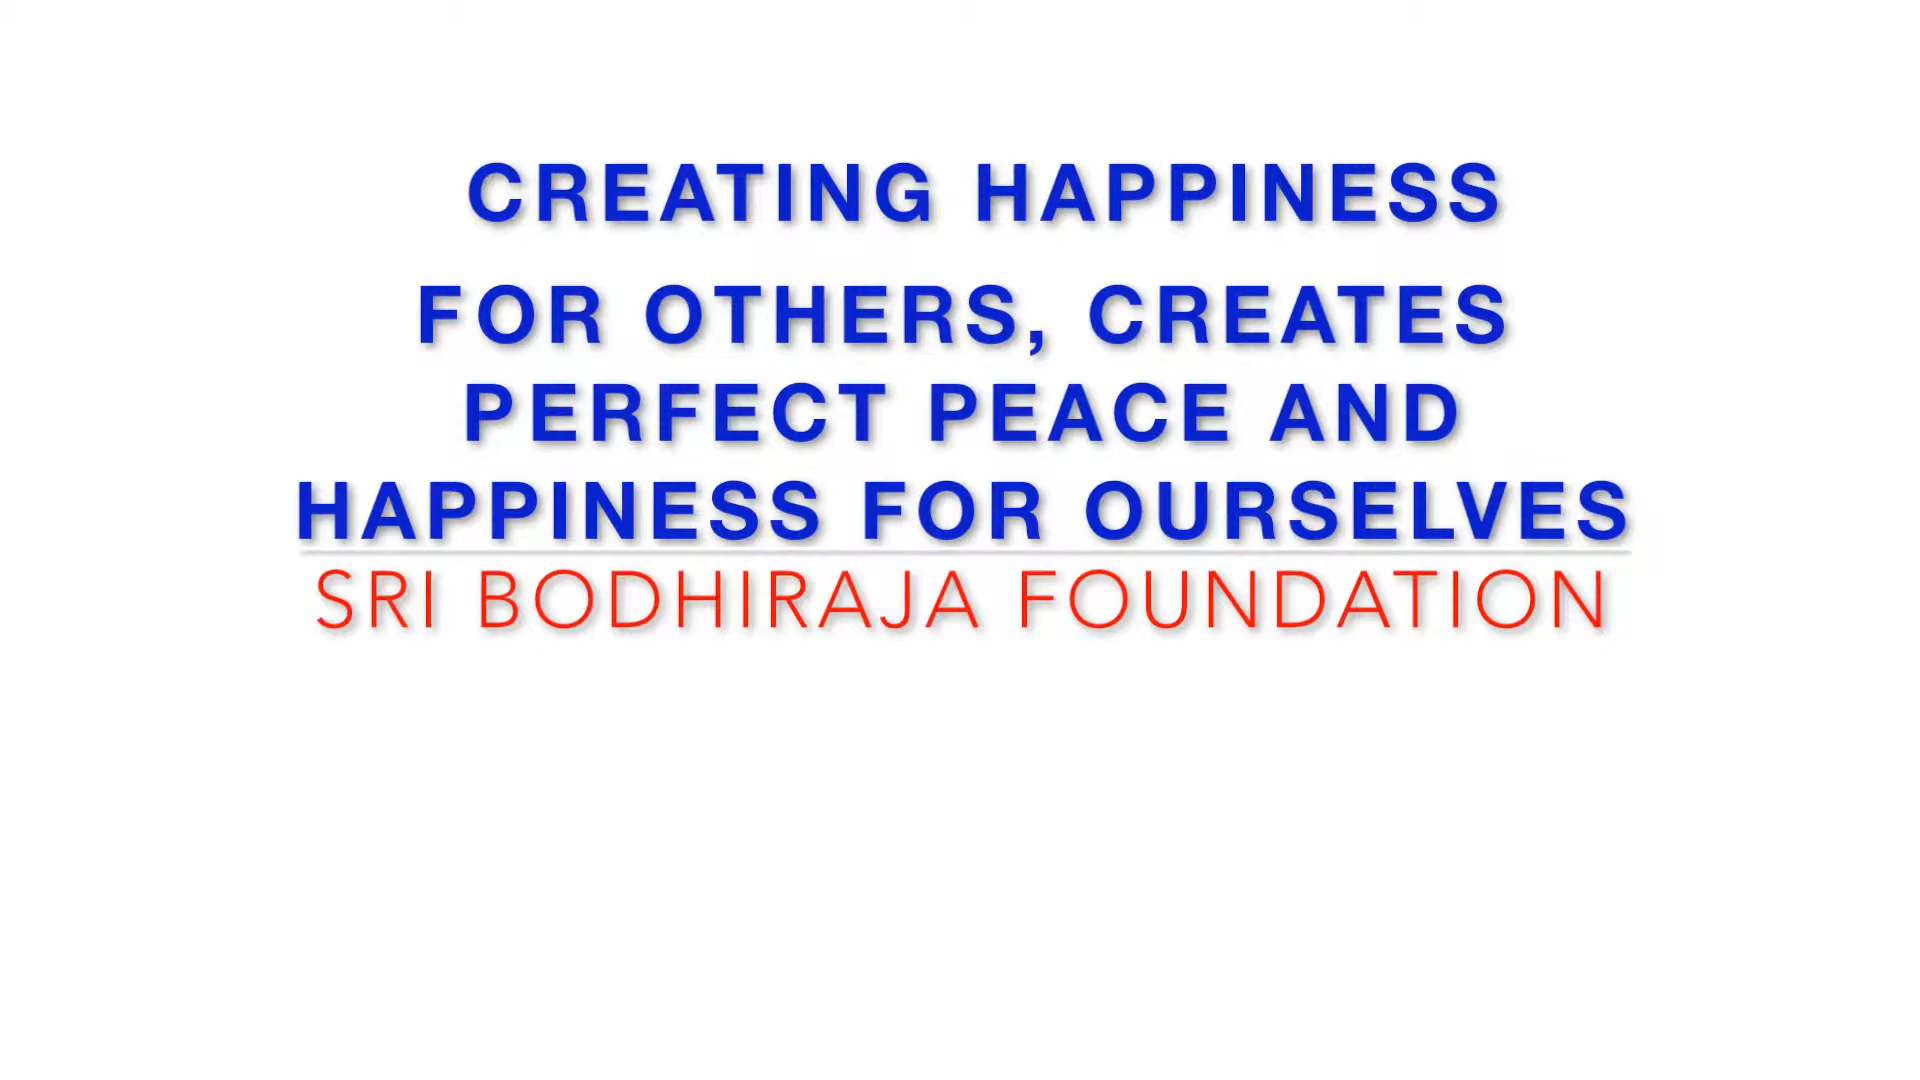 CREATING HAPPINESS
FOR OTHERS, CREATES
PERFECT PEACE AND
HAPPINESS FOR OURSELVES
SRI BODHIRAJA FOUNDATION